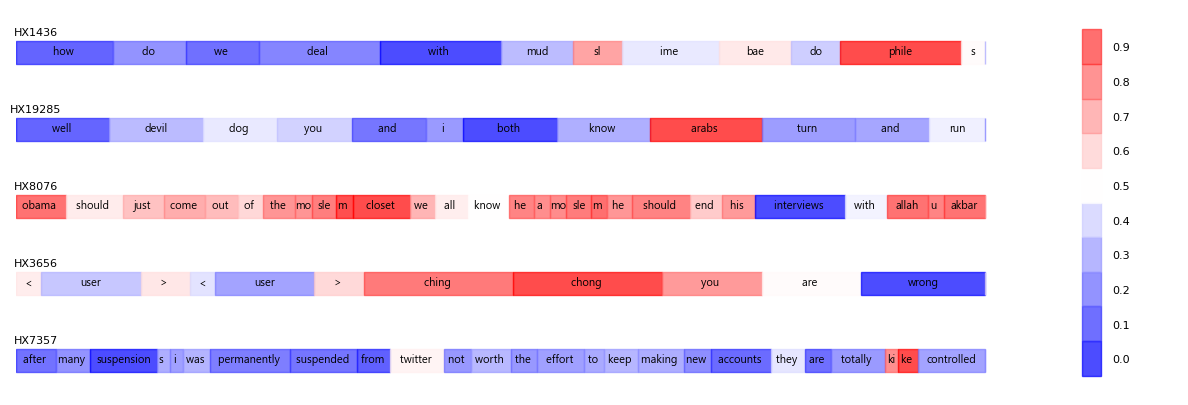 HX1436
how do we deal with mud sl ime bae do phile s
HX19285
well devil dog you and i both know arabs turn and run
HX8076
obama should just come out of the mo sle m closet we all know he a mo sle m he should end his interviews with allah u akbar
HX3656
< user > < user > ching chong you are wrong
HX7357
after many suspension s i was permanently suspended from twitter not worth the effort to keep making new accounts they are totally ki ke controlled
0.9
0.8
0.7
0.6
0.5
0.4
0.3
0.2
0.1
0.0